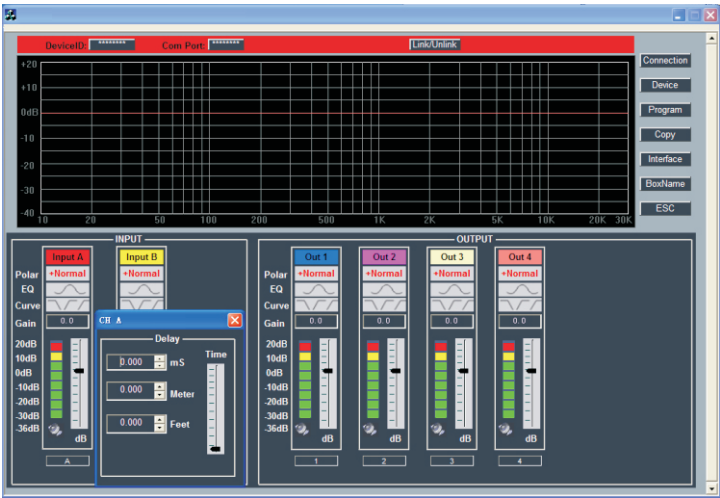 DeviceID: ******** Com Port: ******** Link/Unlink
Connection
Device
Program
Copy
Interface
BoxName
ESC
+20
+10
0dB
-10
-20
-30
-40
10 20 50 100 200 500 1K 2K 5K 10K 20K 30K
INPUT
Input A Input B
Polar +Normal +Normal
EQ
Curve
Gain 0.0
20dB
10dB
0dB
-10dB
-20dB
-30dB
-36dB
dB
A
CH A
Delay
Time
0.000 mS
0.000 Meter
0.000 Feet
OUTPUT
Out 1 Out 2 Out 3 Out 4
Polar +Normal +Normal +Normal +Normal
EQ
Curve
Gain 0.0 0.0 0.0 0.0
20dB
10dB
0dB
-10dB
-20dB
-30dB
-36dB
dB dB dB dB
1 2 3 4